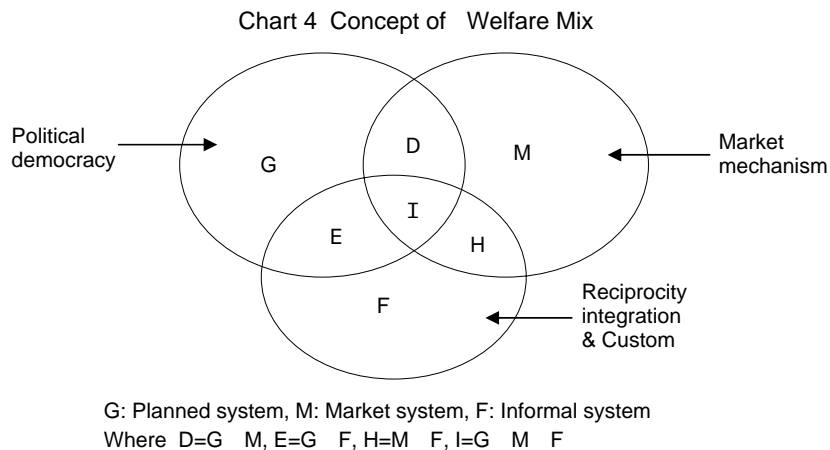 Chart 4 Concept of Welfare Mix
Political
democracy
G
D
M
Market
mechanism
I
E
H
F
Reciprocity
integration
& Custom
G: Planned system, M: Market system, F: Informal system
Where D=G M, E=G F, H=M F, I=G M F